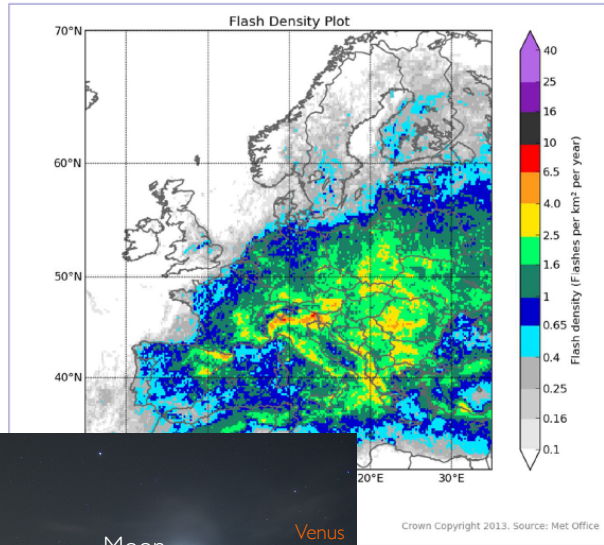 Flash Density Plot
70°N
60°N
50°N
40°N
20°E
30°E
40
25
16
10
6.5
4.0
2.5
1.6
1
0.65
0.4
0.25
0.16
0.1
Flash density (Flashes per km² per year)
Crown Copyright 2013. Source: Met Office
Venus
Moon